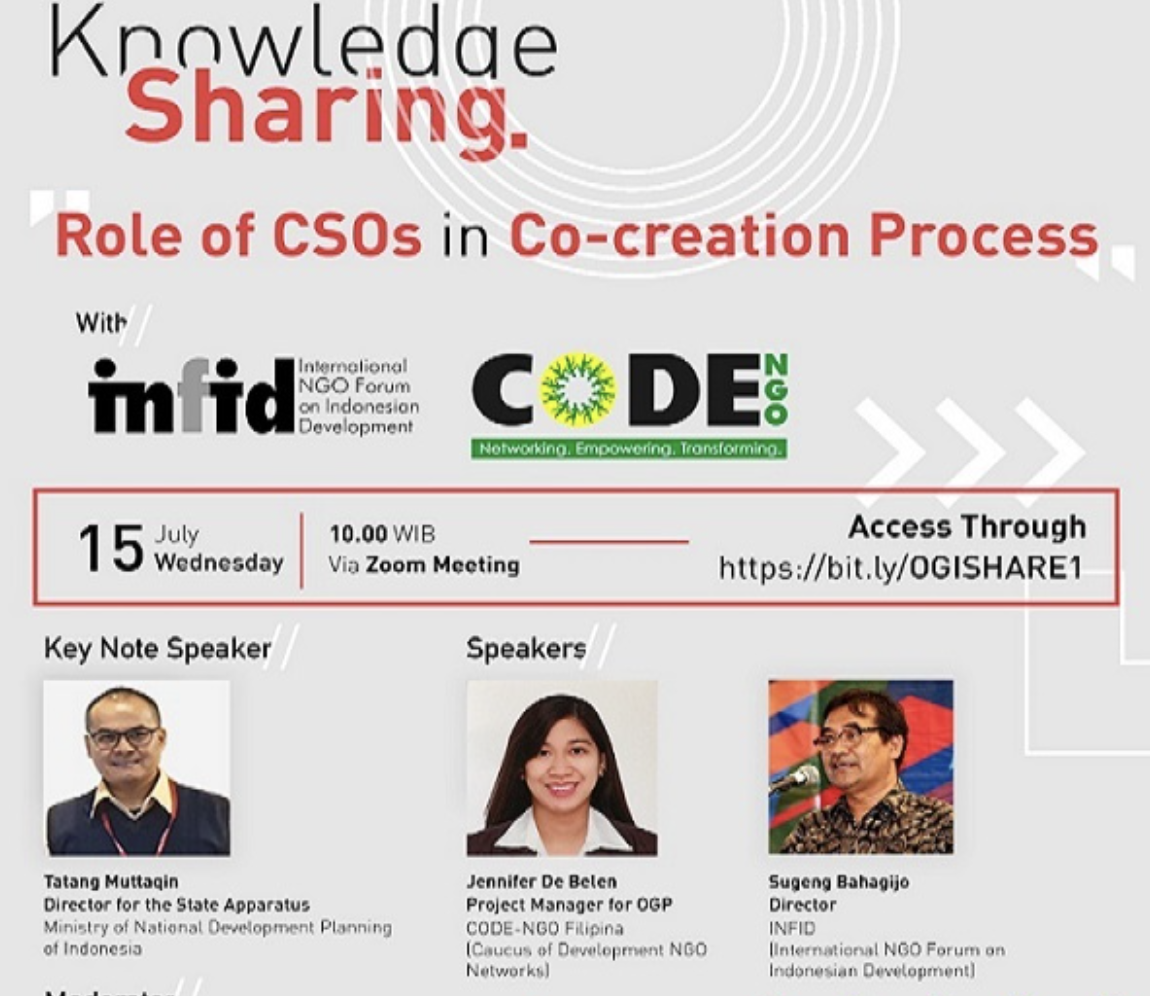 Knowledge
Sharing.
"Role of CSOs in Co-creation Process"
With
infid
International
NGO Forum
on Indonesian
Development
CODE NGO
Networking. Empowering. Transforming.
15 July
Wednesday
10.00 WIB
Via Zoom Meeting
Access Through
https://bit.ly/OGISHARE1
Key Note Speaker
Tatang Muttaqin
Director for the State Apparatus
Ministry of National Development Planning
of Indonesia
Speakers
Jennifer De Belen
Project Manager for OGP
CODE-NGO Filipina
(Caucus of Development NGO
Networks)
Sugeng Bahagijo
Director
INFID
(International NGO Forum on
Indonesian Development)